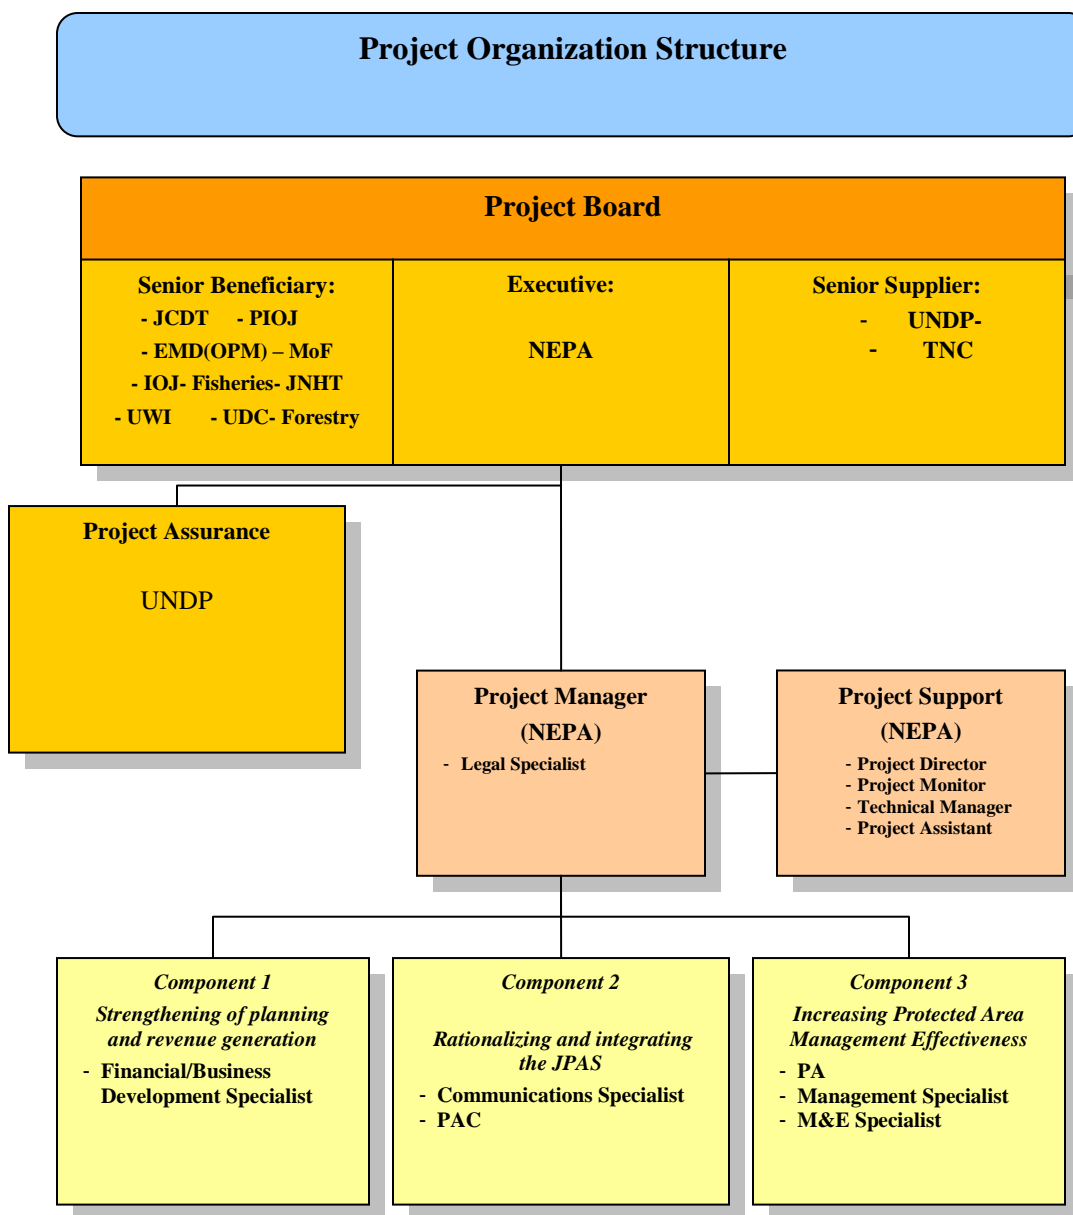 Project Organization Structure
Project Board
Senior Beneficiary:
- JCDT - PIOJ
- EMD(OPM) – MoF
- IOJ- Fisheries- JNHT
- UWI - UDC- Forestry
Executive:
NEPA
Senior Supplier:
- UNDP-
- TNC
Project Assurance
UNDP
Project Manager
(NEPA)
- Legal Specialist
Project Support
(NEPA)
- Project Director
- Project Monitor
- Technical Manager
- Project Assistant
Component 1
Strengthening of planning
and revenue generation
- Financial/Business
Development Specialist
Component 2
Rationalizing and integrating
the JPAS
- Communications Specialist
- PAC
Component 3
Increasing Protected Area
Management Effectiveness
- PA
- Management Specialist
- M&E Specialist